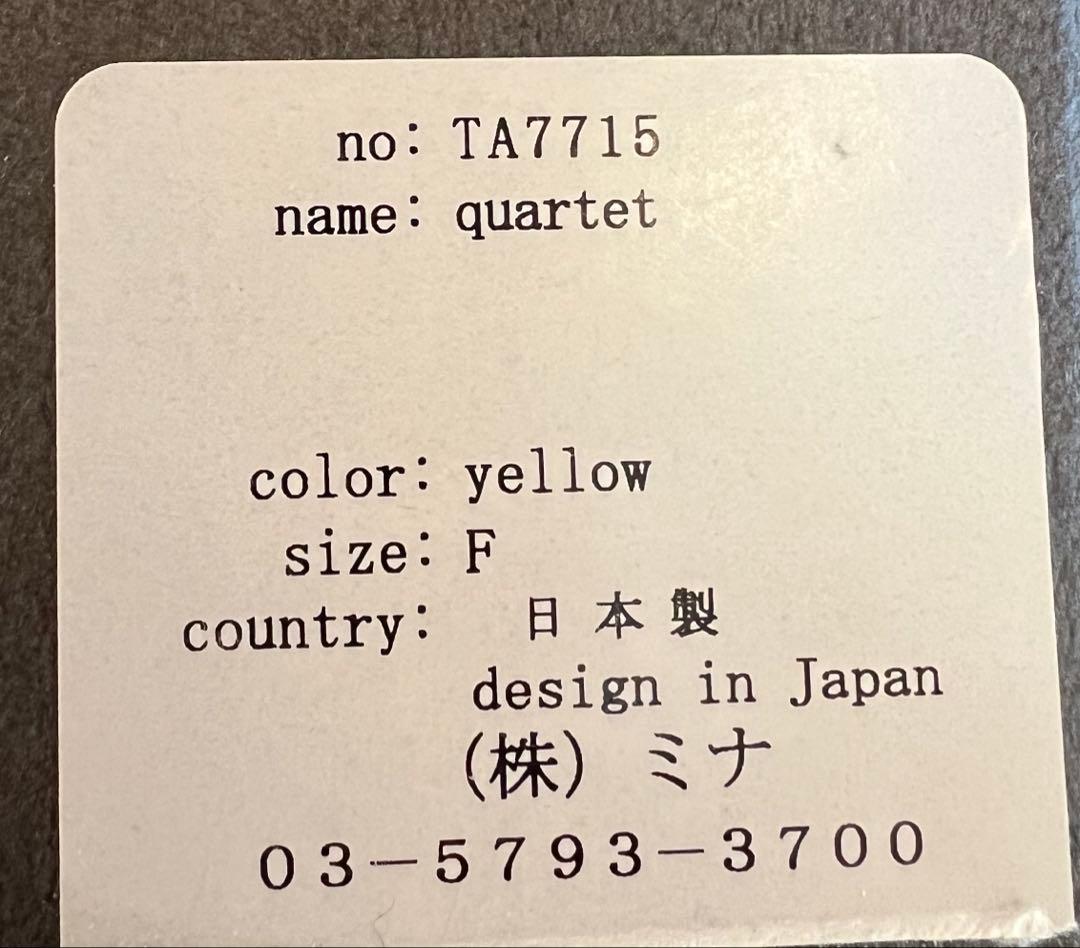 no: TA7715
name: quartet
color: yellow
size: F
country: 日本製
design in Japan
(株) ミナ
03-5793-3700